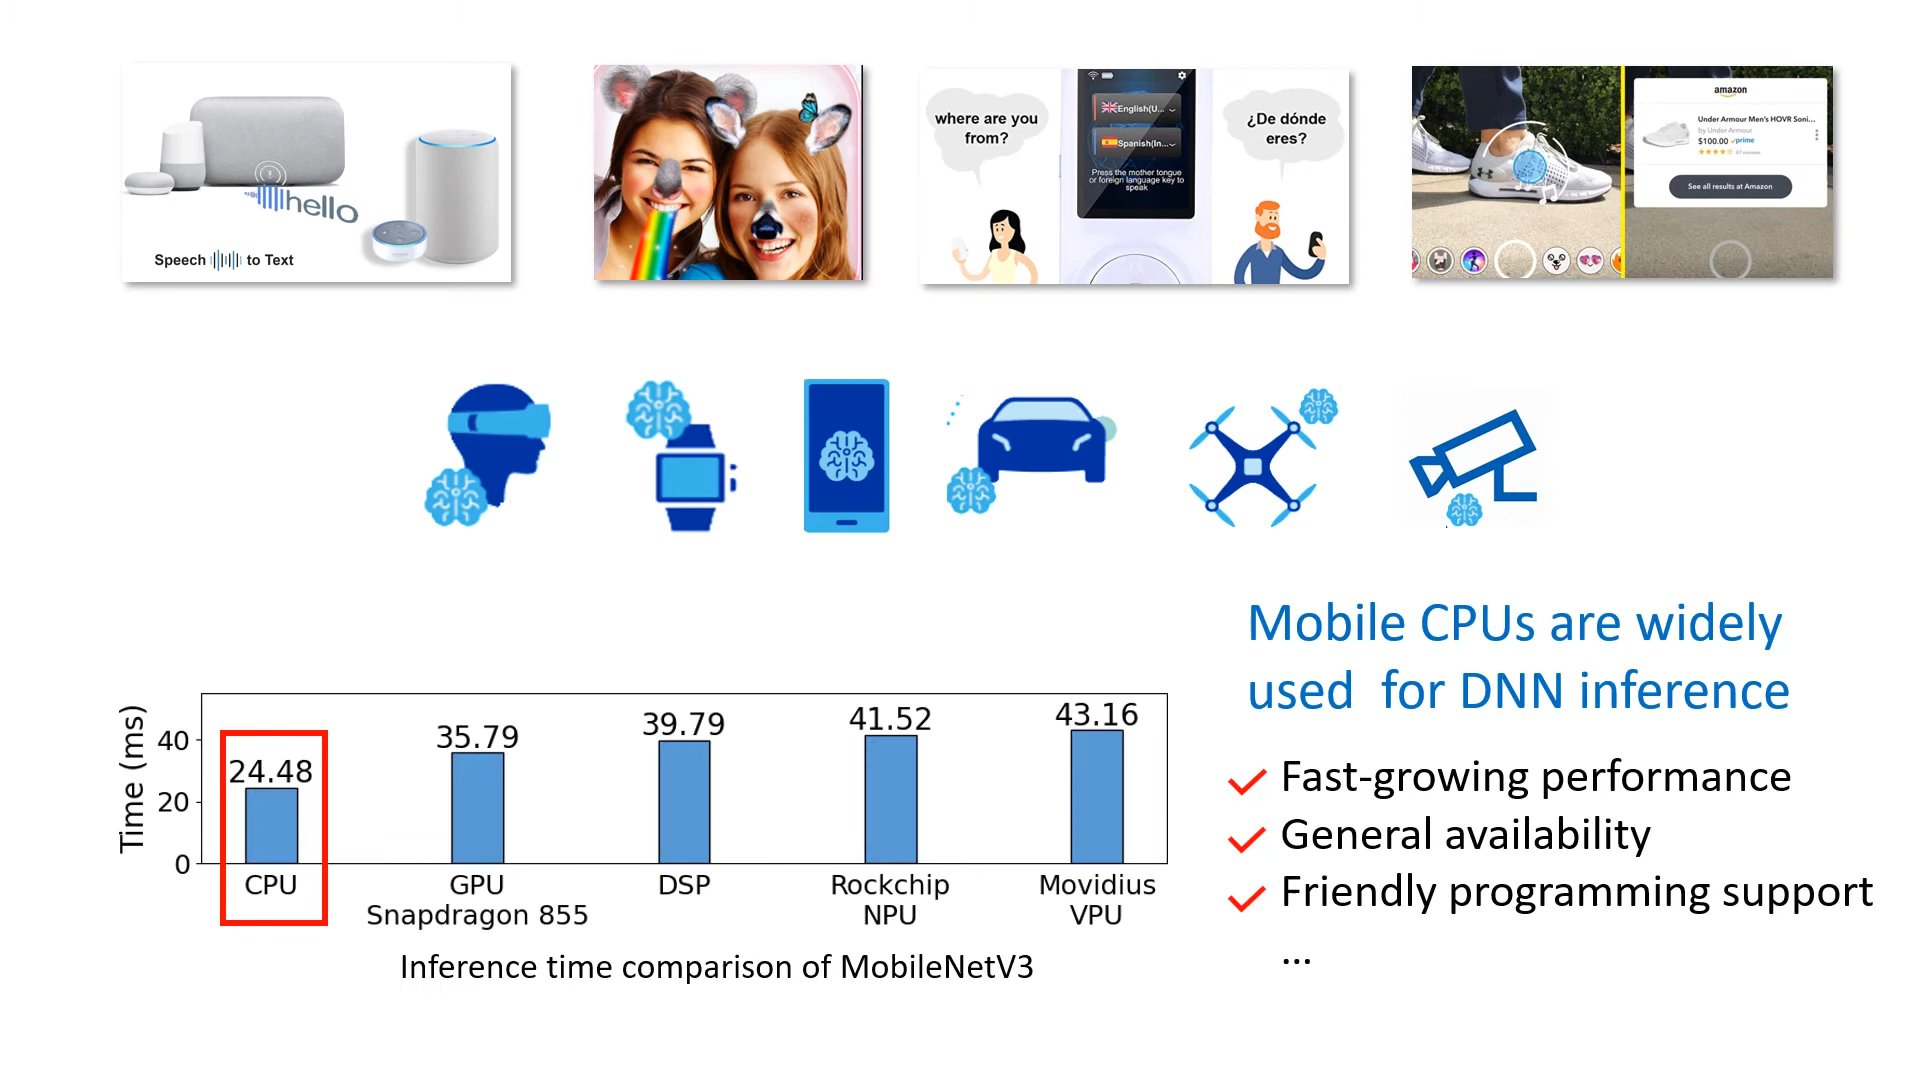 hello
Speech to Text
where are you
from?
English(U...
Spanish(In...
Press the mother tongue
or foreign language key to
speak
¿De dónde
eres?
amazon
Under Armour Men's HOVR Soni...
by Under Armour
$100.00 prime
87 reviews
See all results at Amazon
Mobile CPUs are widely
used for DNN inference
Fast-growing performance
General availability
Friendly programming support
...
Time (ms)
40
20
0
24.48
35.79
39.79
41.52
43.16
CPU
GPU
DSP
Rockchip
NPU
Movidius
VPU
Snapdragon 855
Inference time comparison of MobileNetV3